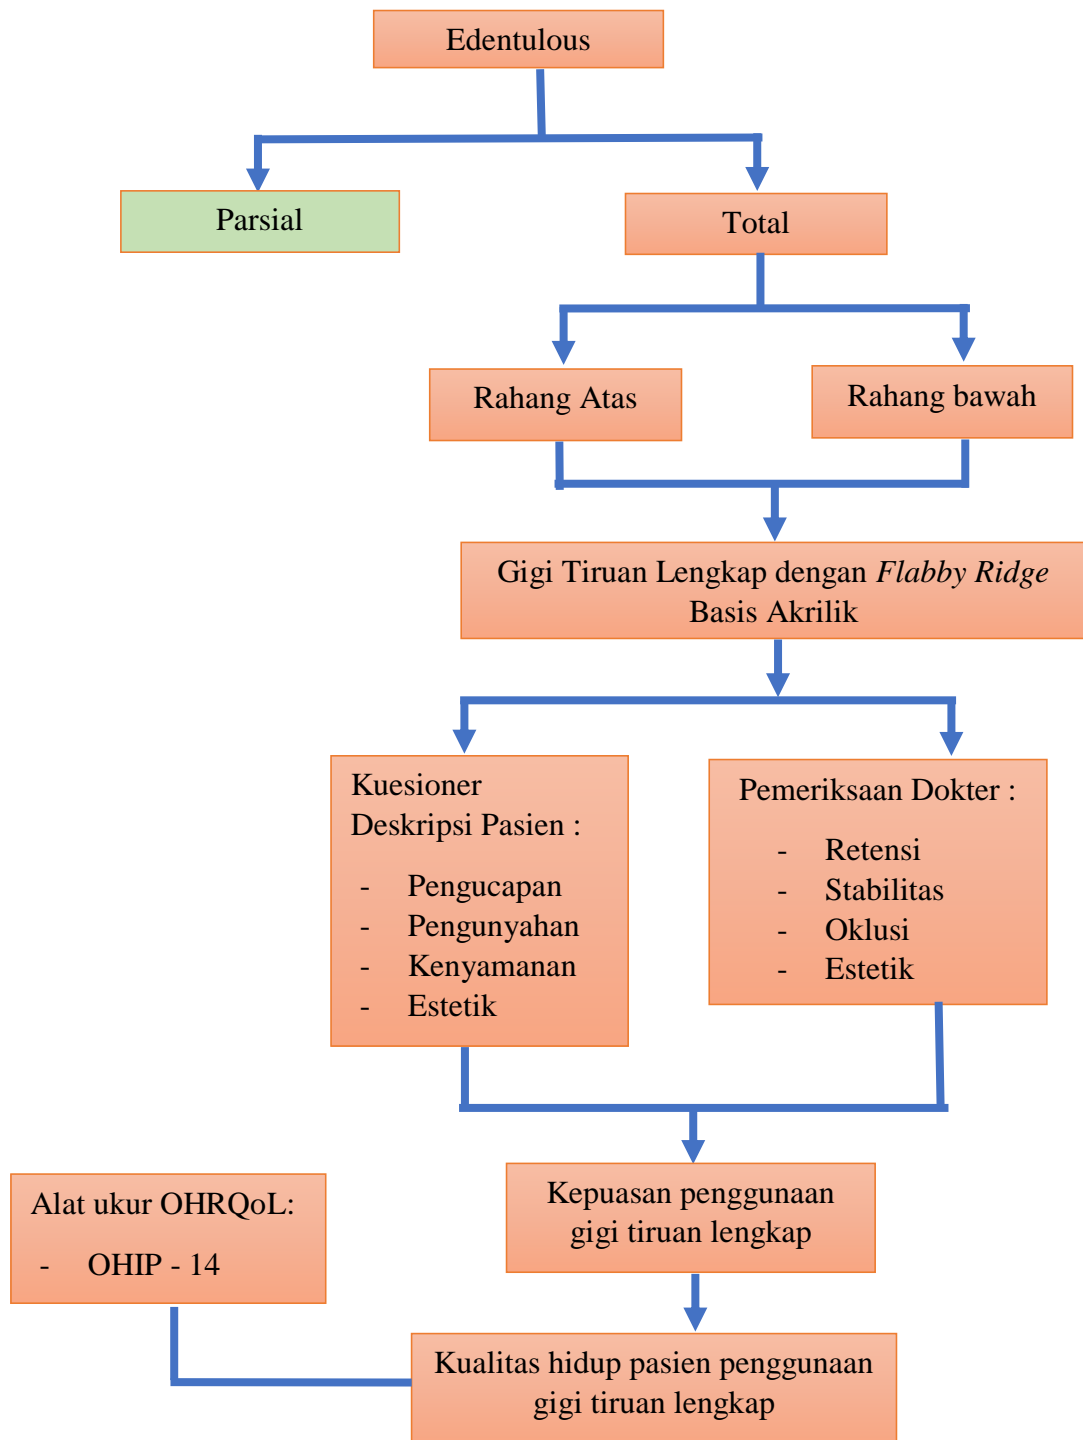 Edentulous
Parsial
Total
Rahang Atas
Rahang bawah
Gigi Tiruan Lengkap dengan Flabby Ridge
Basis Akrilik
Kuesioner
Deskripsi Pasien :
- Pengucapan
- Pengunyahan
- Kenyamanan
- Estetik
Pemeriksaan Dokter :
- Retensi
- Stabilitas
- Oklusi
- Estetik
Kepuasan penggunaan
gigi tiruan lengkap
Alat ukur OHRQoL:
- OHIP - 14
Kualitas hidup pasien penggunaan
gigi tiruan lengkap